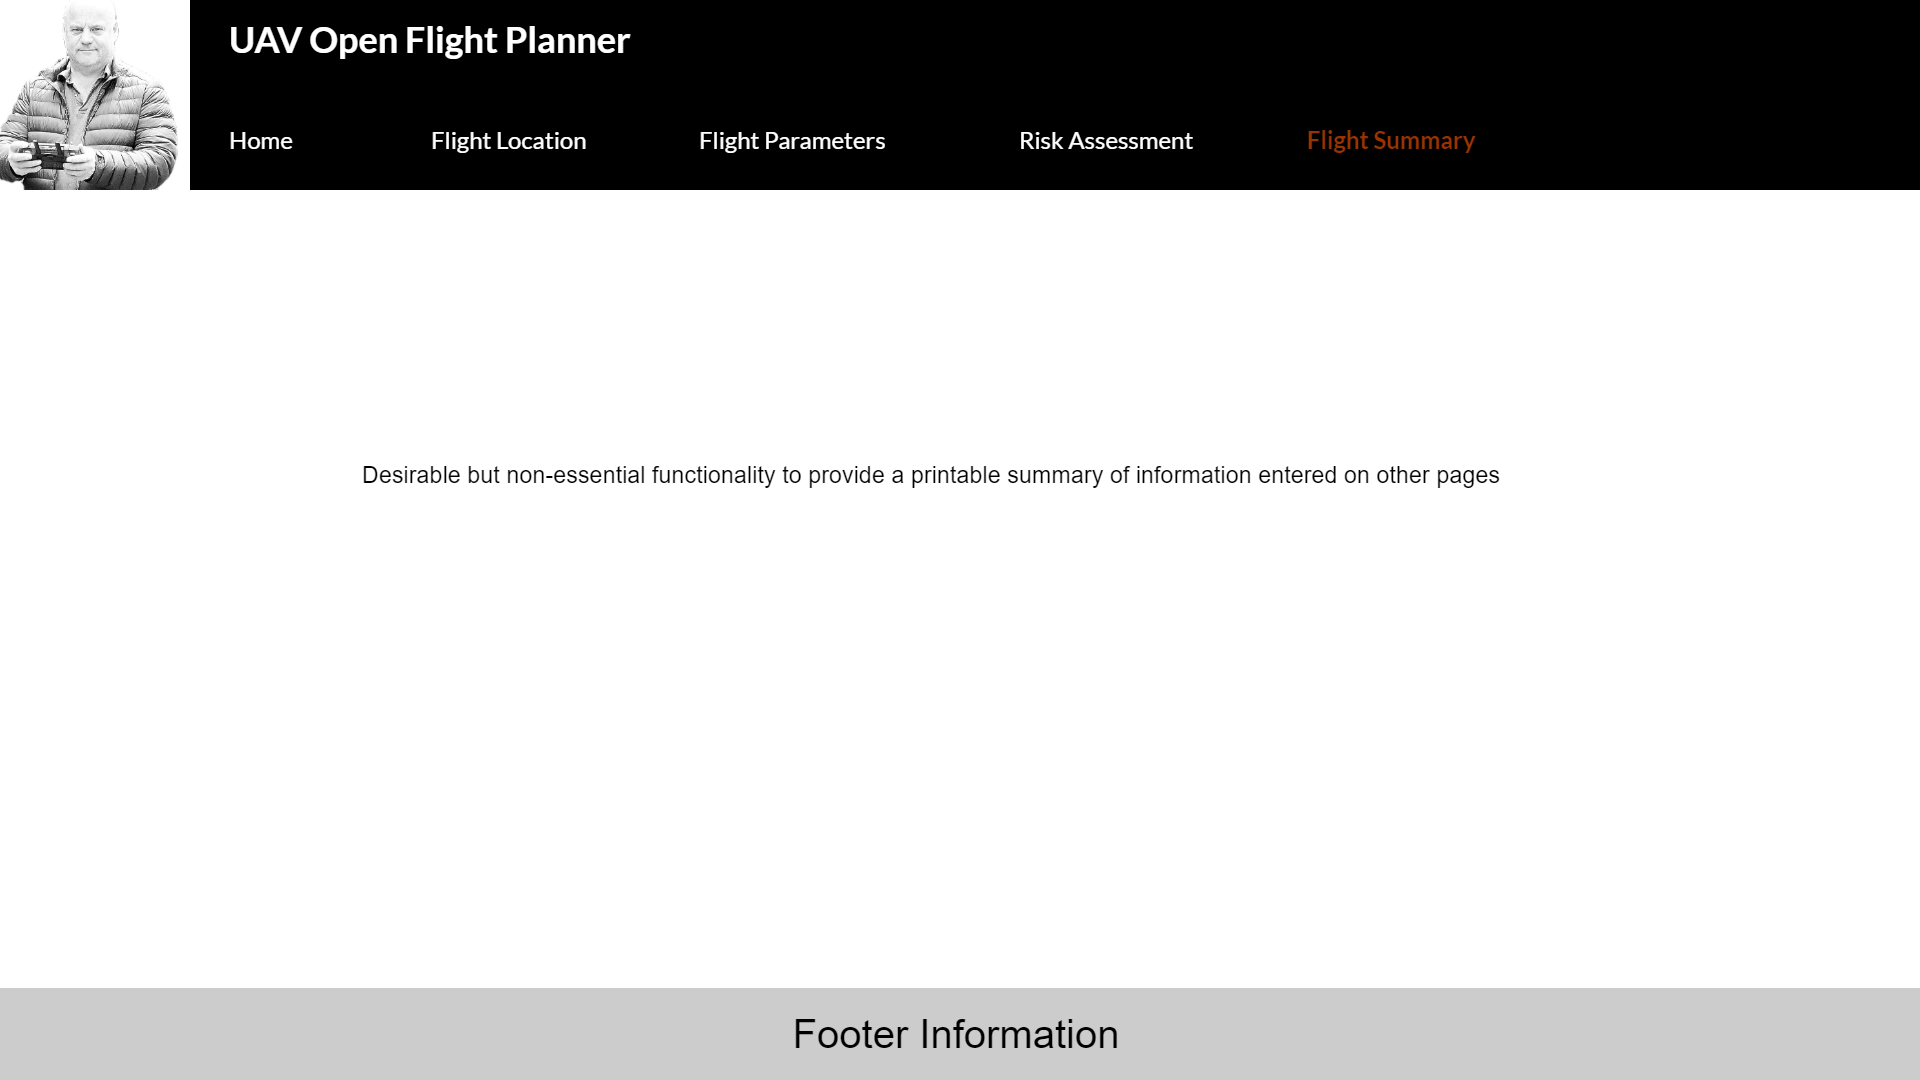 UAV Open Flight Planner
Home Flight Location Flight Parameters Risk Assessment Flight Summary
Desirable but non-essential functionality to provide a printable summary of information entered on other pages
Footer Information